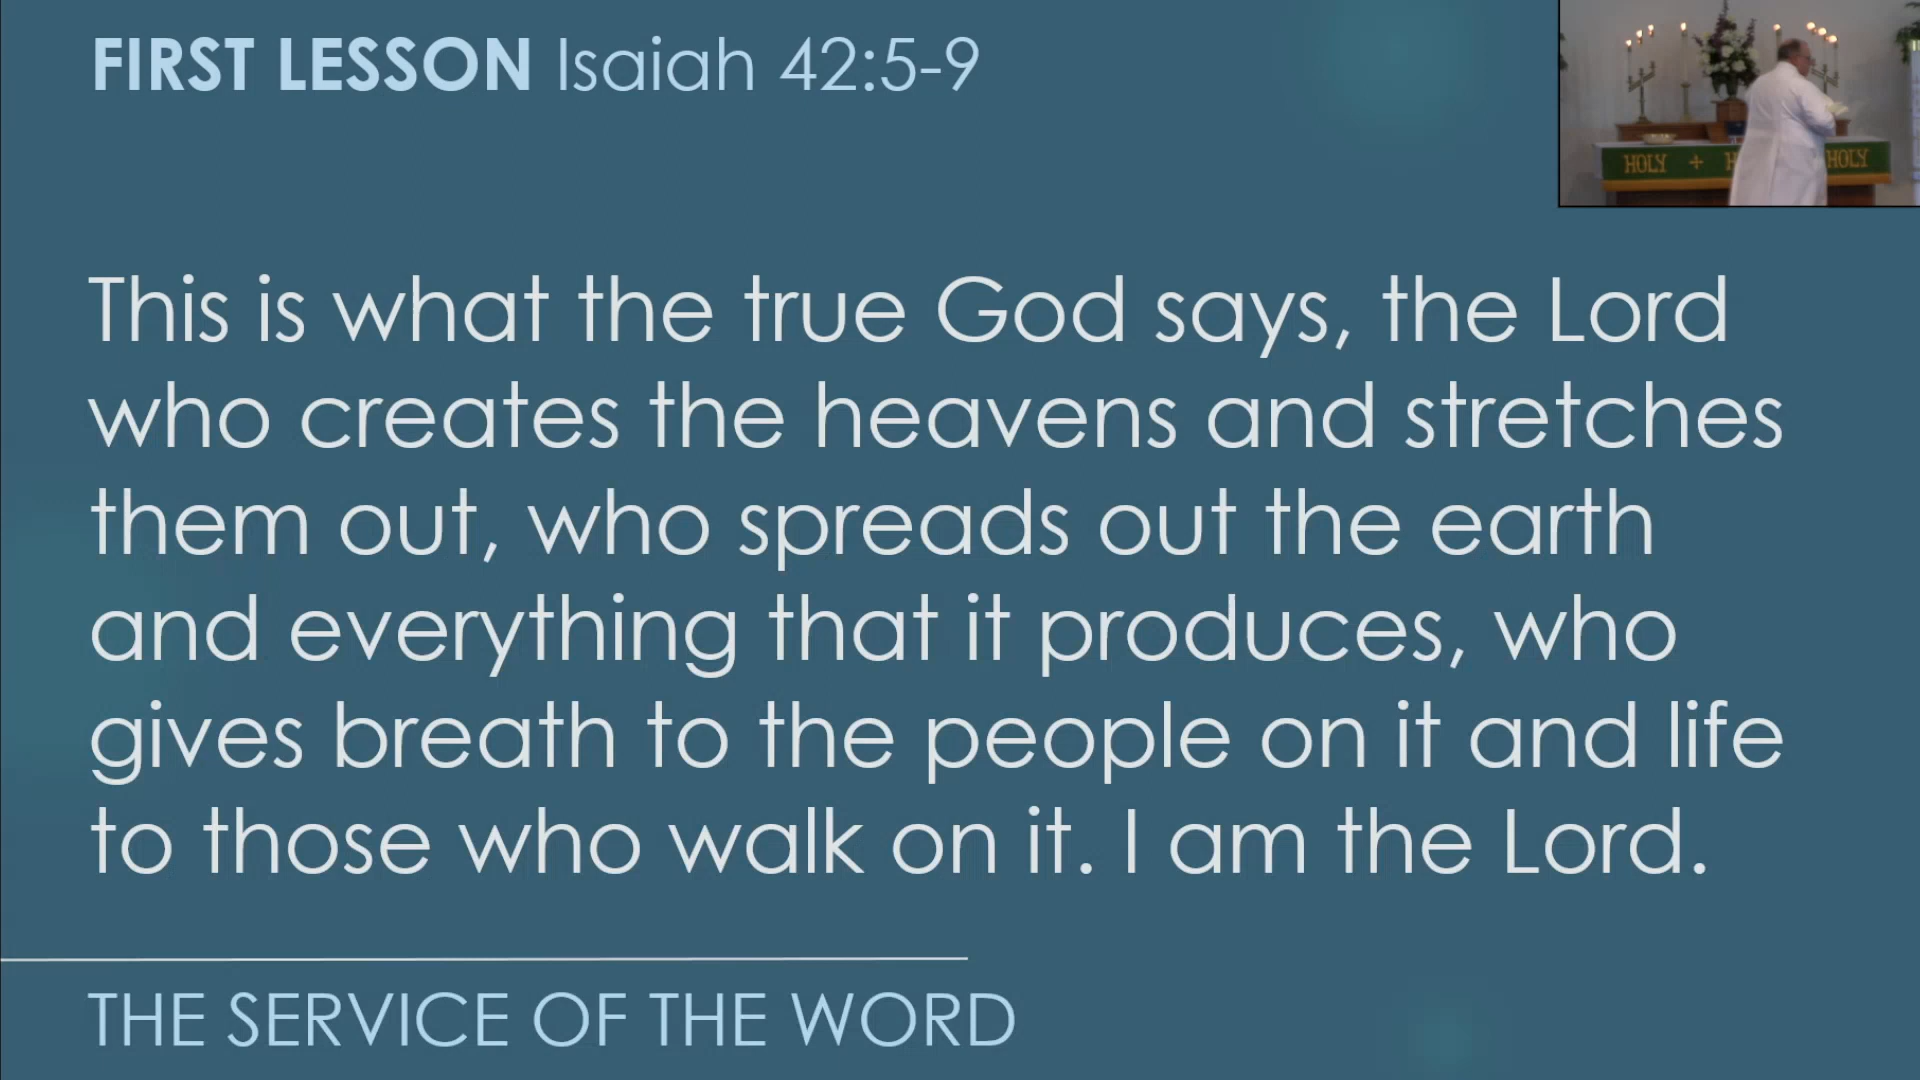 FIRST LESSON Isaiah 42:5-9
HOLY + H HOLY
This is what the true God says, the Lord
who creates the heavens and stretches
them out, who spreads out the earth
and everything that it produces, who
gives breath to the people on it and life
to those who walk on it. I am the Lord.
THE SERVICE OF THE WORD